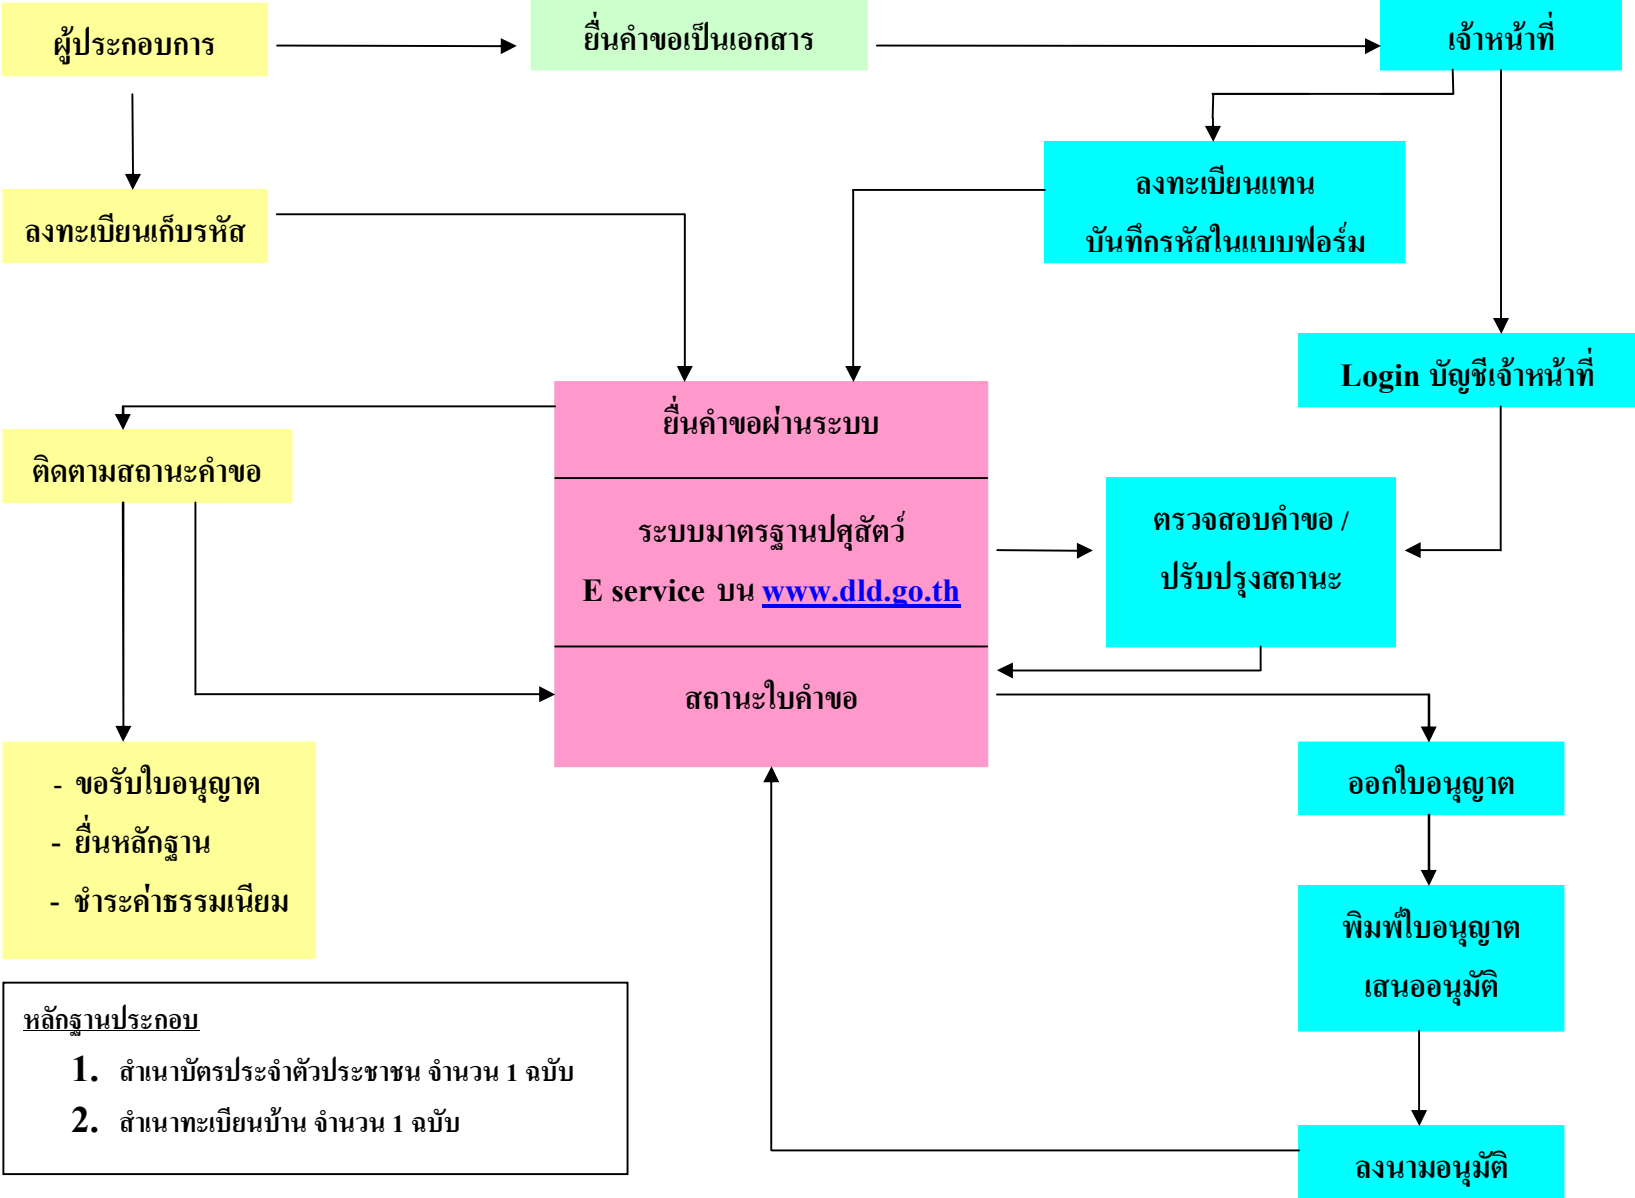 ผู้ประกอบการ
ยื่นคำขอเป็นเอกสาร
เจ้าหน้าที่
ลงทะเบียนแทน
บันทึกรหัสในแบบฟอร์ม
ลงทะเบียนเก็บรหัส
Login บัญชีเจ้าหน้าที่
ยื่นคำขอผ่านระบบ
ติดตามสถานะคำขอ
ระบบมาตรฐานปศุสัตว์
E service บน www.dld.go.th
ตรวจสอบคำขอ /
ปรับปรุงสถานะ
สถานะใบคำขอ
- ขอรับใบอนุญาต
- ยื่นหลักฐาน
- ชำระค่าธรรมเนียม
ออกใบอนุญาต
พิมพ์ใบอนุญาต
เสนออนุมัติ
ลงนามอนุมัติ
หลักฐานประกอบ
1. สำเนาบัตรประจำตัวประชาชน จำนวน 1 ฉบับ
2. สำเนาทะเบียนบ้าน จำนวน 1 ฉบับ